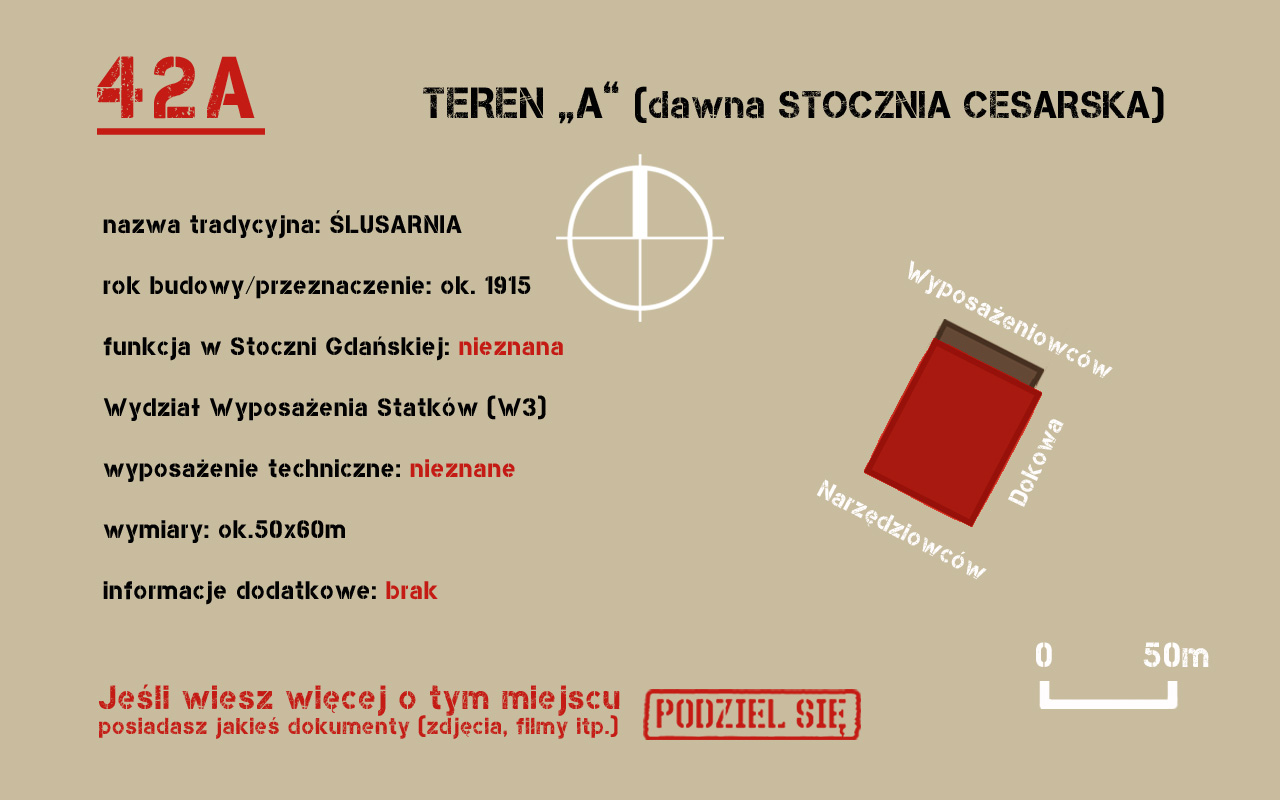 42A
TEREN „A“ (dawna STOCZNIA CESARSKA)
nazwa tradycyjna: ŚLUSARNIA
rok budowy/przeznaczenie: ok. 1915
funkcja w Stoczni Gdańskiej: nieznana
Wydział Wyposażenia Statków (W3)
wyposażenie techniczne: nieznane
wymiary: ok.50x60m
informacje dodatkowe: brak
Wyposażeniowców
Dokowa
Narzędziowców
0 50m
Jeśli wiesz więcej o tym miejscu
posiadasz jakieś dokumenty (zdjęcia, filmy itp.)
PODZIEL SIĘ